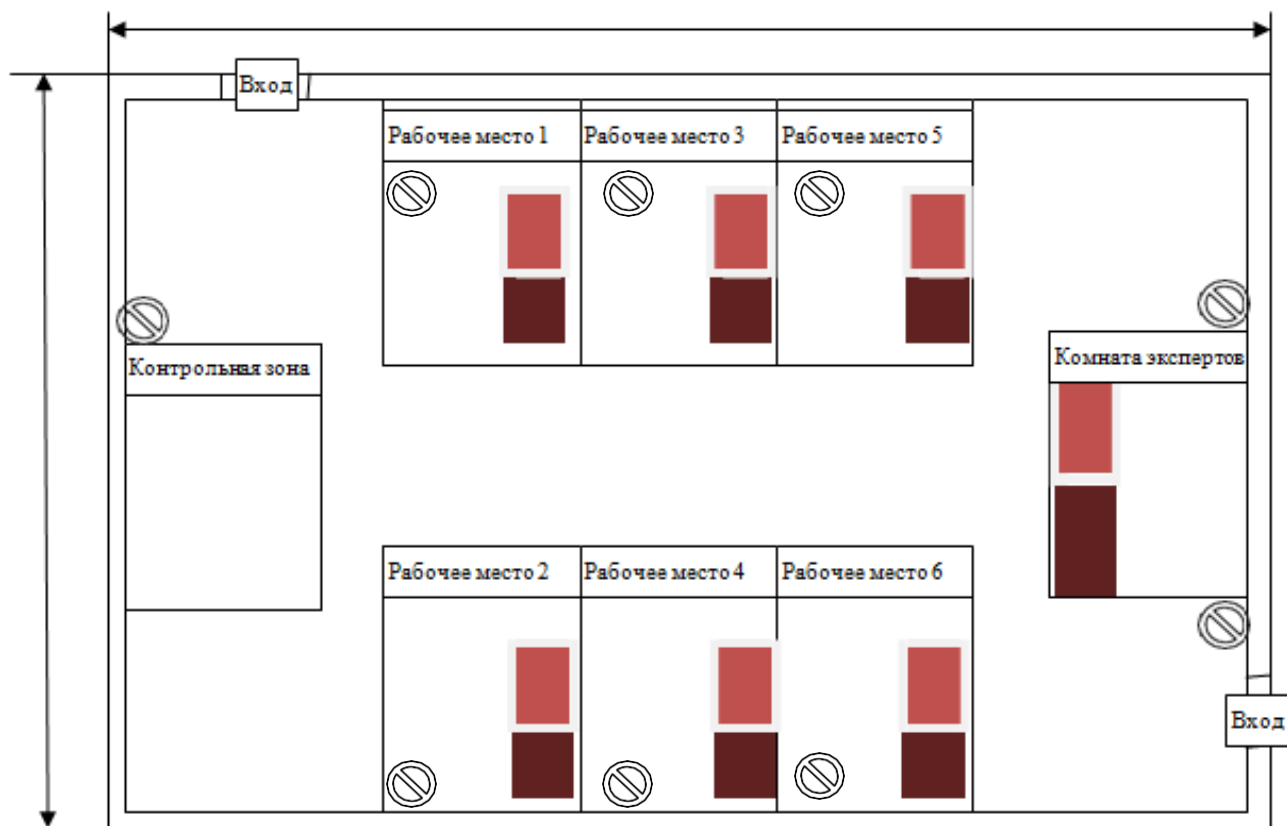 Вход
Рабочее место 1
Рабочее место 3
Рабочее место 5
Контрольная зона
Комната экспертов
Рабочее место 2
Рабочее место 4
Рабочее место 6
Вход